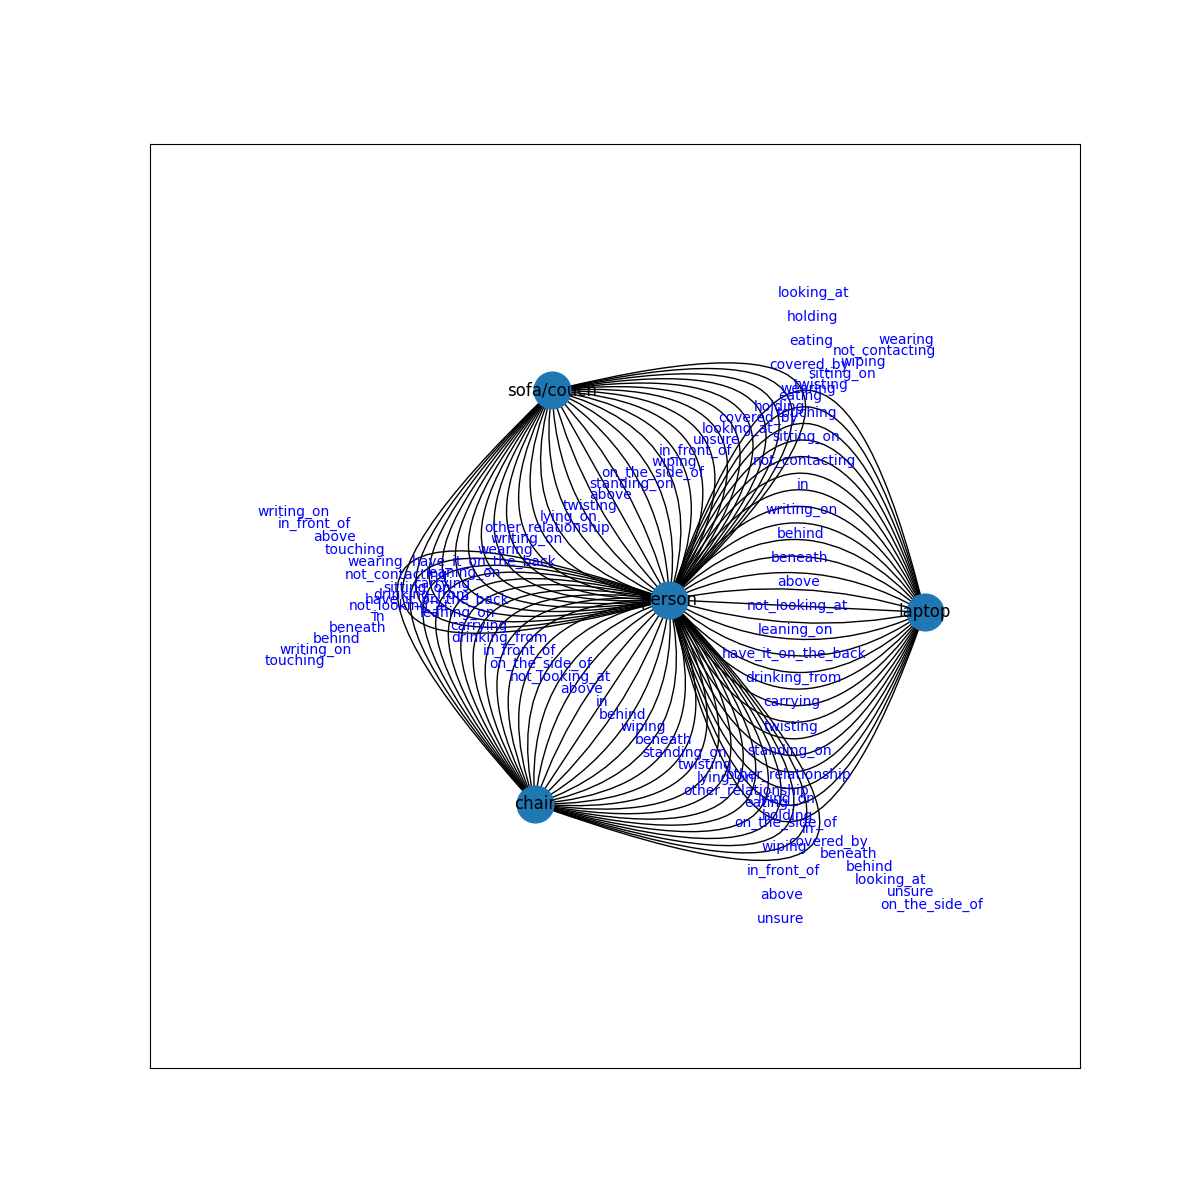 looking_at
holding
eating
wearing
not_contacting
covered_by
wiping
sitting_on
twisting
sofa/couch
wearing
eating
holding
touching
covered_by
looking_at
sitting_on
unsure
in_front_of
not_contacting
wiping
on_the_side_of
standing_on
in
above
twisting
writing_on
writing_on
lying_on
in_front_of
other_relationship
behind
above
writing_on
touching
wearing
beneath
wearing
have_it_on_the_back
not_contacting
leaning_on
above
carrying
sitting_on
drinking_from
have_it_on_the_back
person
not_looking_at
not_looking_at
leaning_on
laptop
in
beneath
carrying
leaning_on
behind
drinking_from
writing_on
in_front_of
have_it_on_the_back
touching
on_the_side_of
not_looking_at
drinking_from
above
in
carrying
behind
wiping
twisting
beneath
standing_on
standing_on
twisting
lying_on
other_relationship
other_relationship
lying_on
chair
eating
holding
on_the_side_of
in
covered_by
wiping
beneath
behind
in_front_of
looking_at
unsure
above
on_the_side_of
unsure